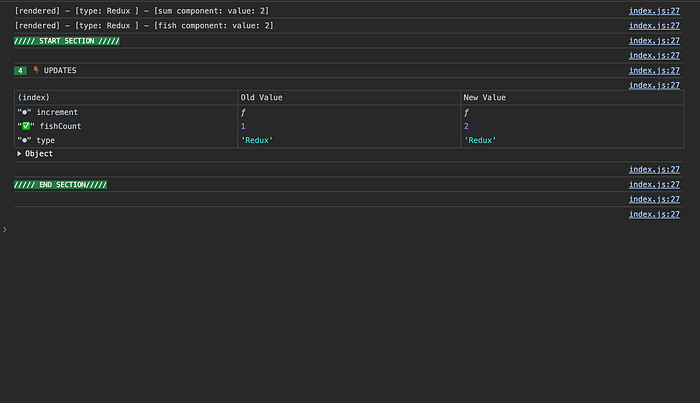 [rendered] – [type: Redux ] – [sum component: value: 2] index.js:27
[rendered] – [type: Redux ] – [fish component: value: 2] index.js:27
///// START SECTION ///// index.js:27
index.js:27
4 👇🏾 UPDATES index.js:27
index.js:27
(index) Old Value New Value
"●" increment ƒ ƒ
"✅" fishCount 1 2
"●" type 'Redux' 'Redux'
▶ Object
index.js:27
///// END SECTION///// index.js:27
index.js:27
index.js:27
>